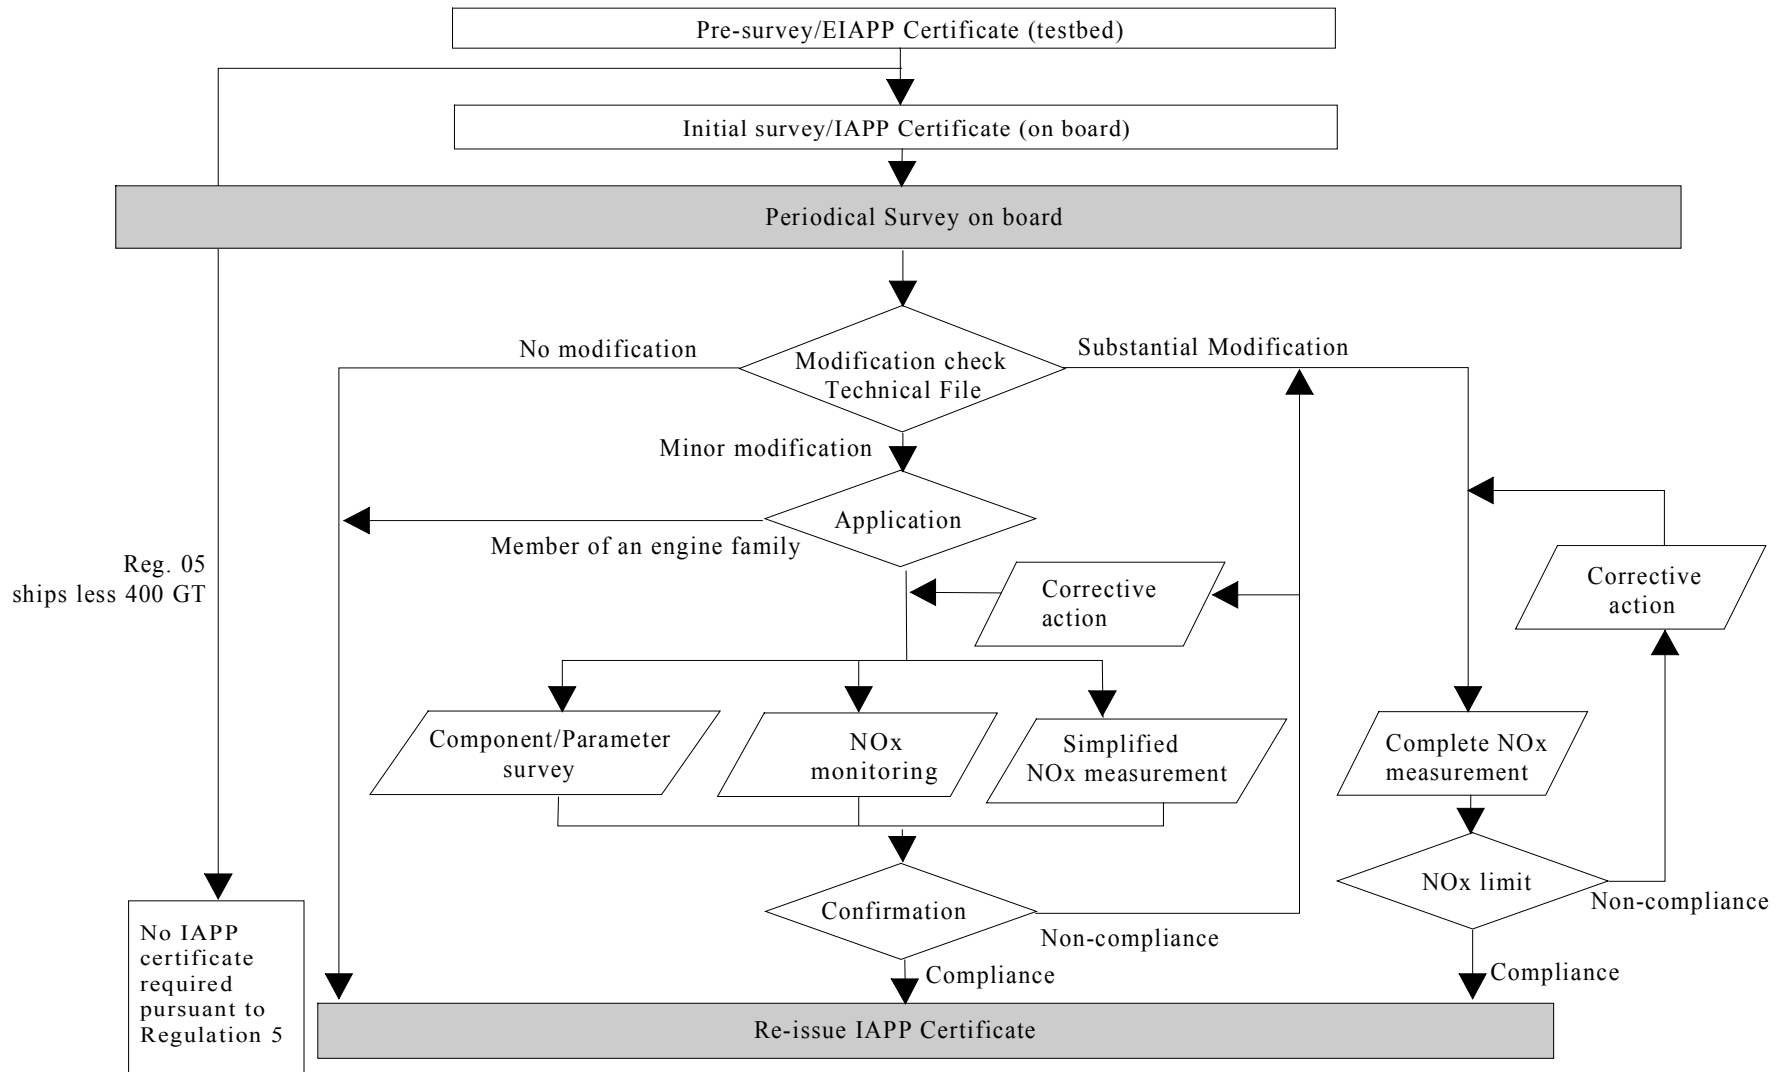 Pre-survey/EIAPP Certificate (testbed)
Initial survey/IAPP Certificate (on board)
Periodical Survey on board
No modification
Modification check
Technical File
Substantial Modification
Minor modification
Application
Member of an engine family
Reg. 05
ships less 400 GT
Corrective
action
Corrective
action
Component/Parameter
survey
NOx
monitoring
Simplified
NOx measurement
Complete NOx
measurement
Confirmation
Non-compliance
Compliance
NOx limit
Non-compliance
Compliance
No IAPP
certificate
required
pursuant to
Regulation 5
Re-issue IAPP Certificate